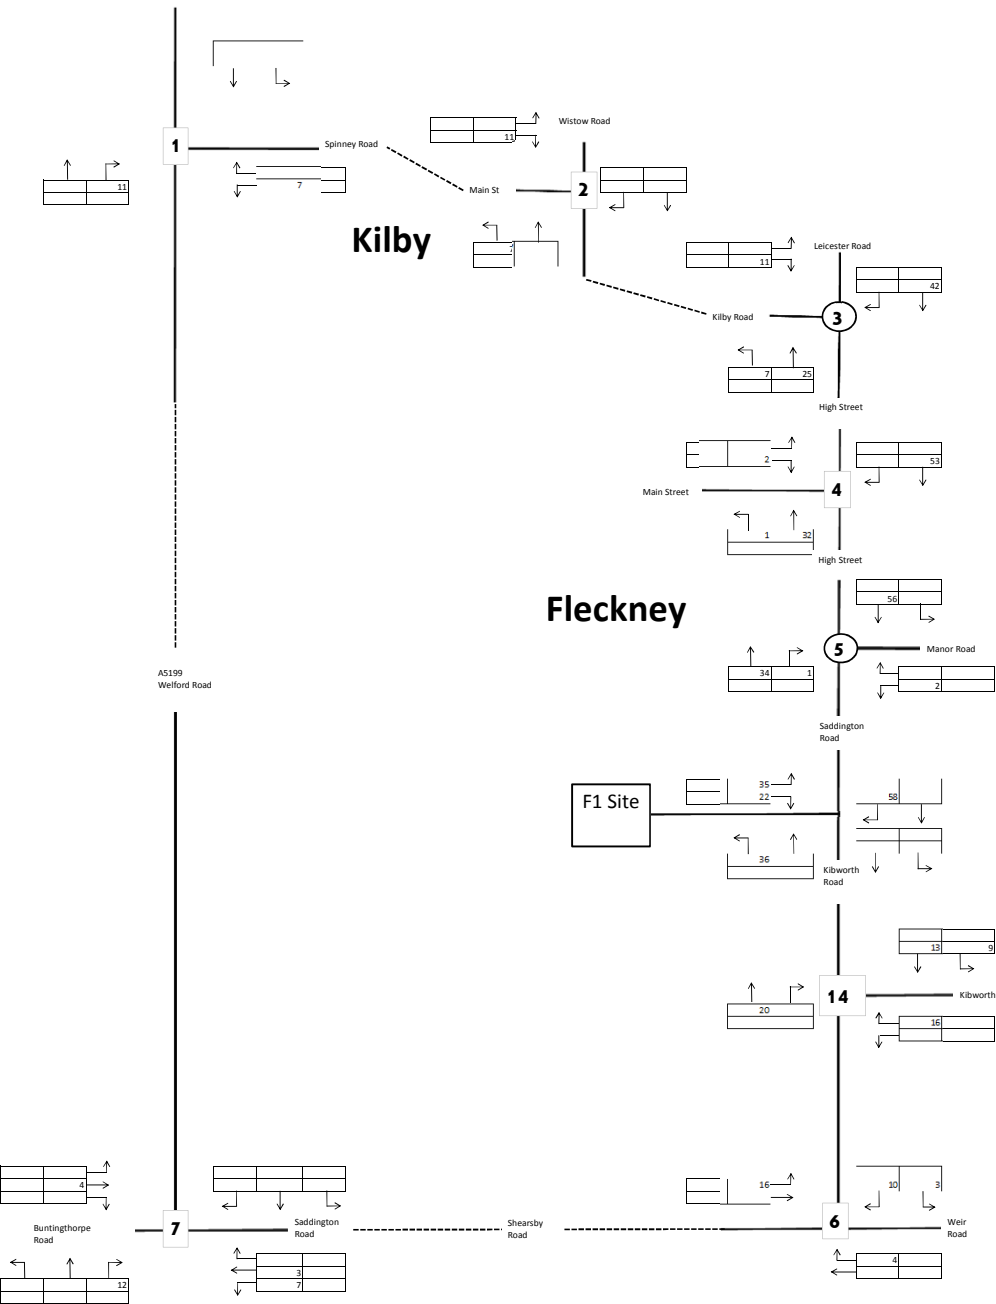 Wistow Road
11
1
Spinney Road
11
7
Main St
2
Kilby
Leicester Road
11
42
Kilby Road
3
7 25
High Street
2
53
Main Street
4
1 32
High Street
56
Fleckney
5
Manor Road
34 1
2
A5199
Welford Road
Saddington
Road
F1 Site
35
22
58
36
Kibworth
Road
13 9
14
Kibworth
20
16
4
16
10 3
Buntingthorpe
Road
7
Saddington
Road
Shearsby
Road
6
Weir
Road
4
12
3
7